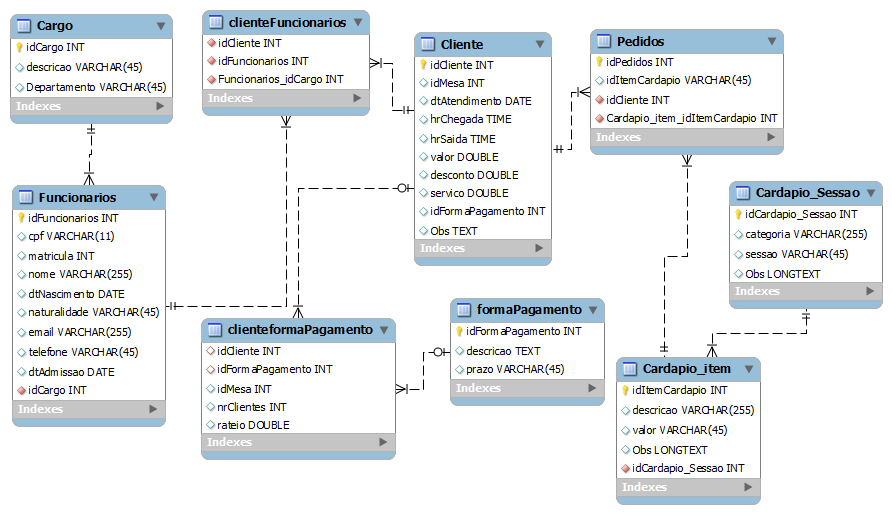 Cargo
idCargo INT
descricao VARCHAR(45)
Departamento VARCHAR(45)
Indexes
clienteFuncionarios
idCliente INT
idFuncionarios INT
Funcionarios_idCargo INT
Indexes
Cliente
idCliente INT
idMesa INT
dtAtendimento DATE
hrChegada TIME
hrSaida TIME
valor DOUBLE
desconto DOUBLE
servico DOUBLE
idFormaPagamento INT
Obs TEXT
Indexes
Pedidos
idPedidos INT
idItemCardapio VARCHAR(45)
idCliente INT
Cardapio_item_idItemCardapio INT
Indexes
Funcionarios
idFuncionarios INT
cpf VARCHAR(11)
matricula INT
nome VARCHAR(255)
dtNascimento DATE
naturalidade VARCHAR(45)
email VARCHAR(255)
telefone VARCHAR(45)
dtAdmissao DATE
idCargo INT
Indexes
Cardapio_Sessao
idCardapio_Sessao INT
categoria VARCHAR(255)
sessao VARCHAR(45)
Obs LONGTEXT
Indexes
clienteformaPagamento
idCliente INT
idFormaPagamento INT
idMesa INT
nrClientes INT
rateio DOUBLE
Indexes
formaPagamento
idFormaPagamento INT
descricao TEXT
prazo VARCHAR(45)
Indexes
Cardapio_item
idItemCardapio INT
descricao VARCHAR(255)
valor VARCHAR(45)
Obs LONGTEXT
idCardapio_Sessao INT
Indexes